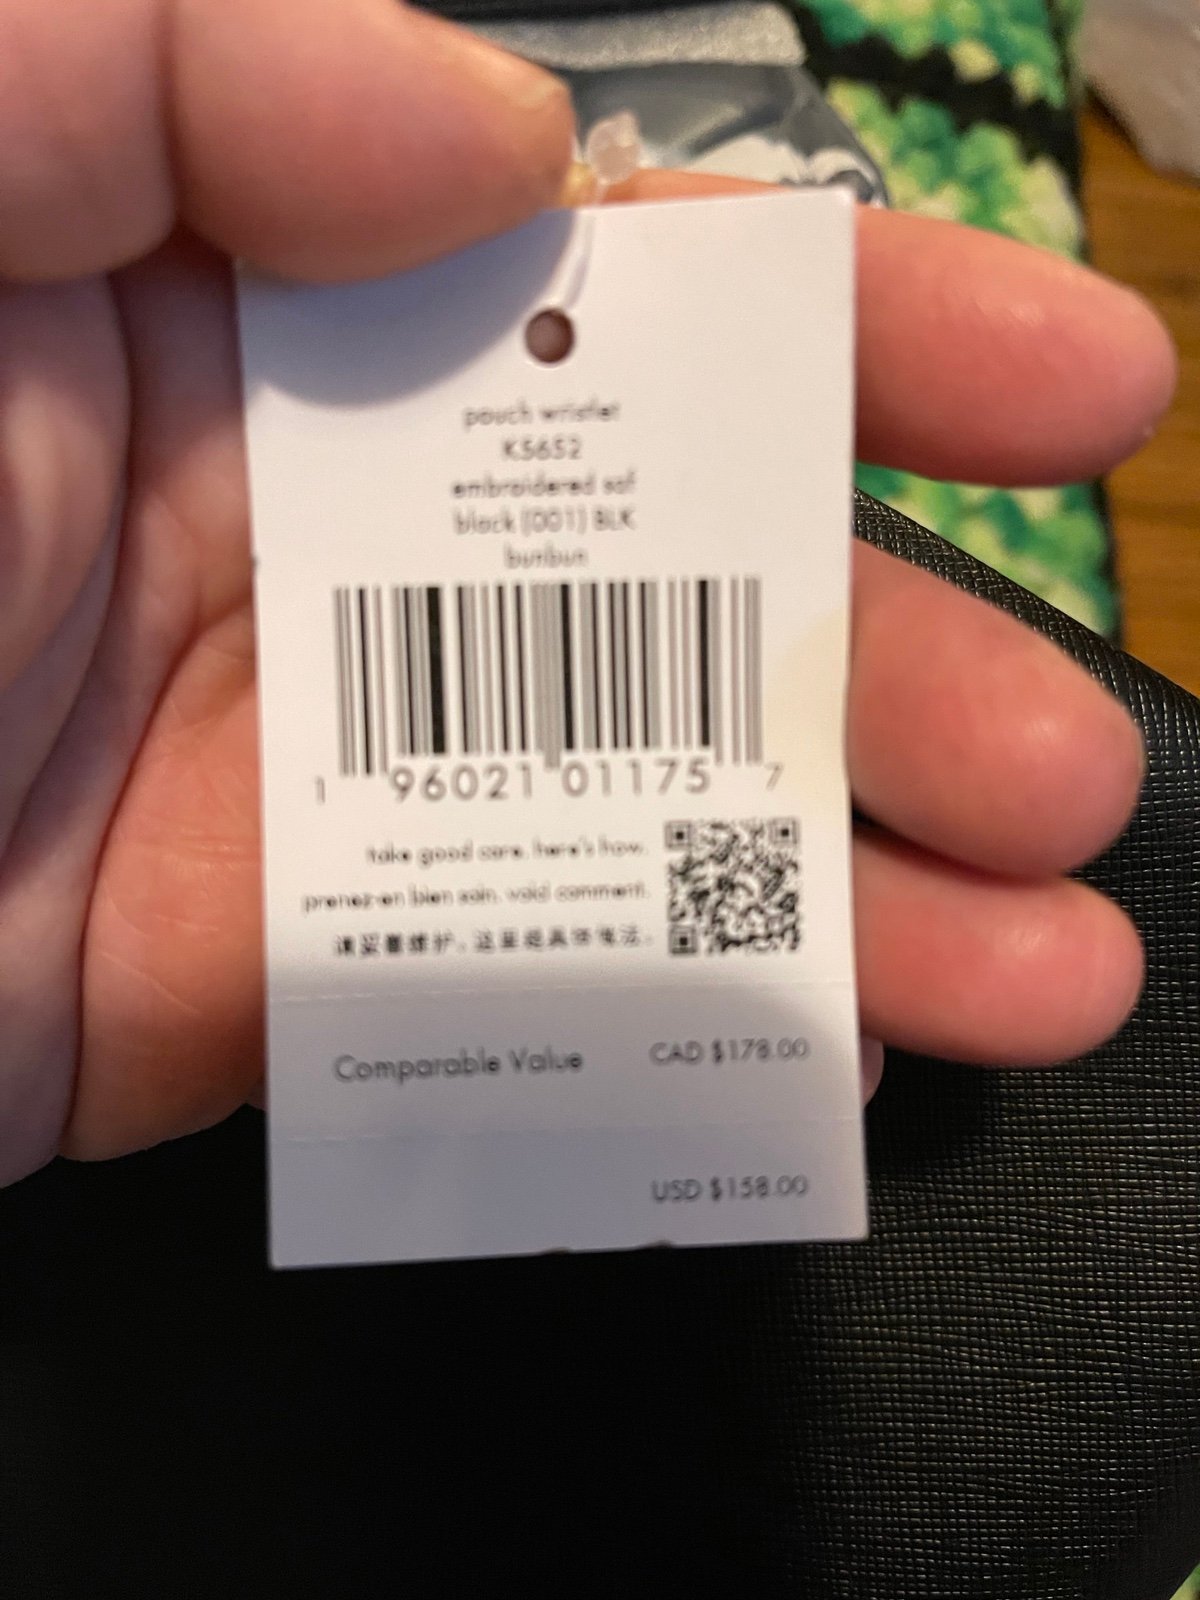 pouch wristlet
K5652
embroidered saf
black (001) BLK
bunbun
1 96021 01175 7
take good care. here's how.
prenez-en bien soin. voici comment.
CAD $178.00
Comparable Value
USD $158.00